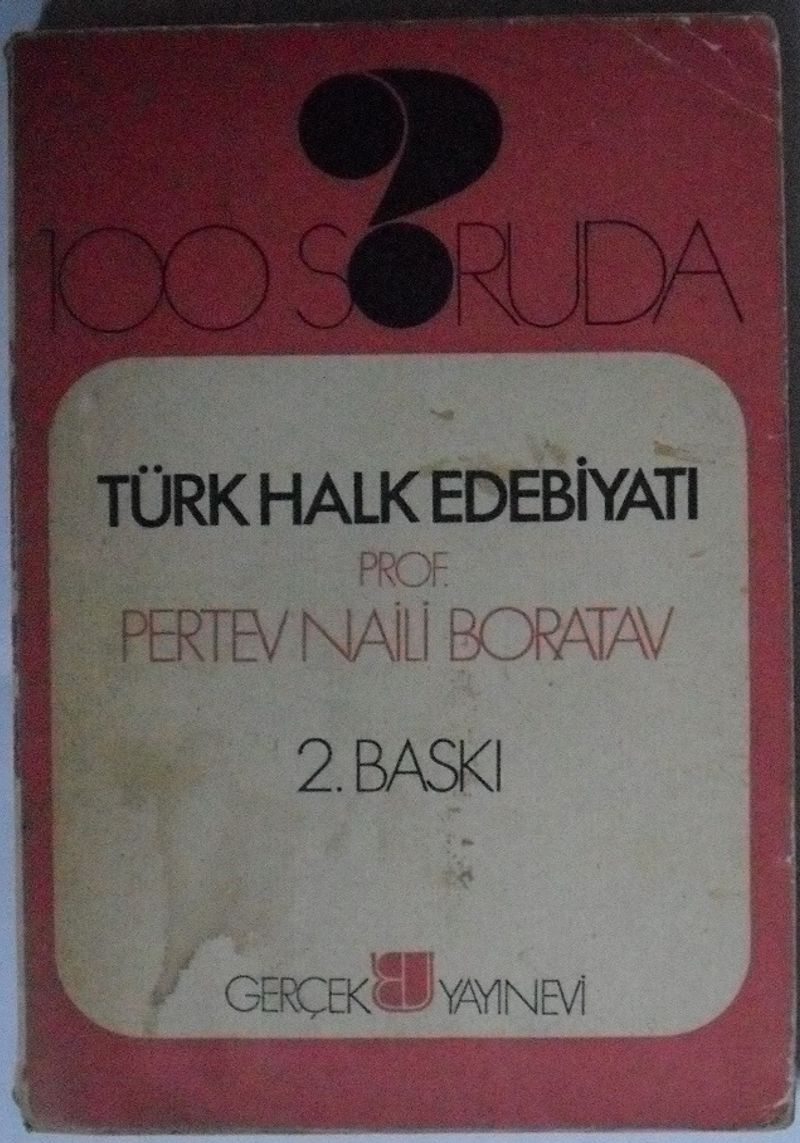 100 SORUDA
TÜRK HALK EDEBİYATI
PROF.
PERTEV NAİLİ BORATAV
2. BASKI
GERÇEK YAYINEVİ